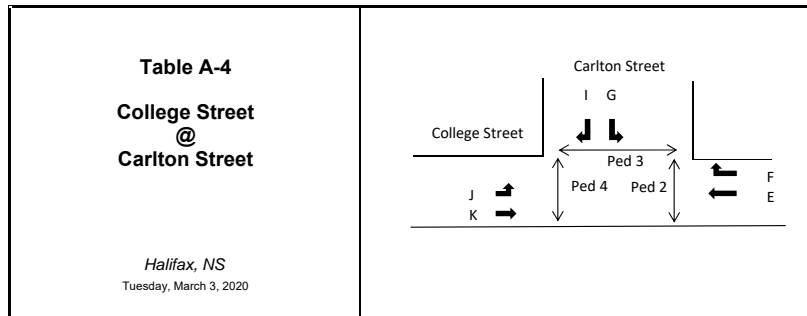 Table A-4
College Street
@
Carlton Street
Halifax, NS
Tuesday, March 3, 2020
Carlton Street
I G
College Street
Ped 3
Ped 4 Ped 2
F
J
E
K